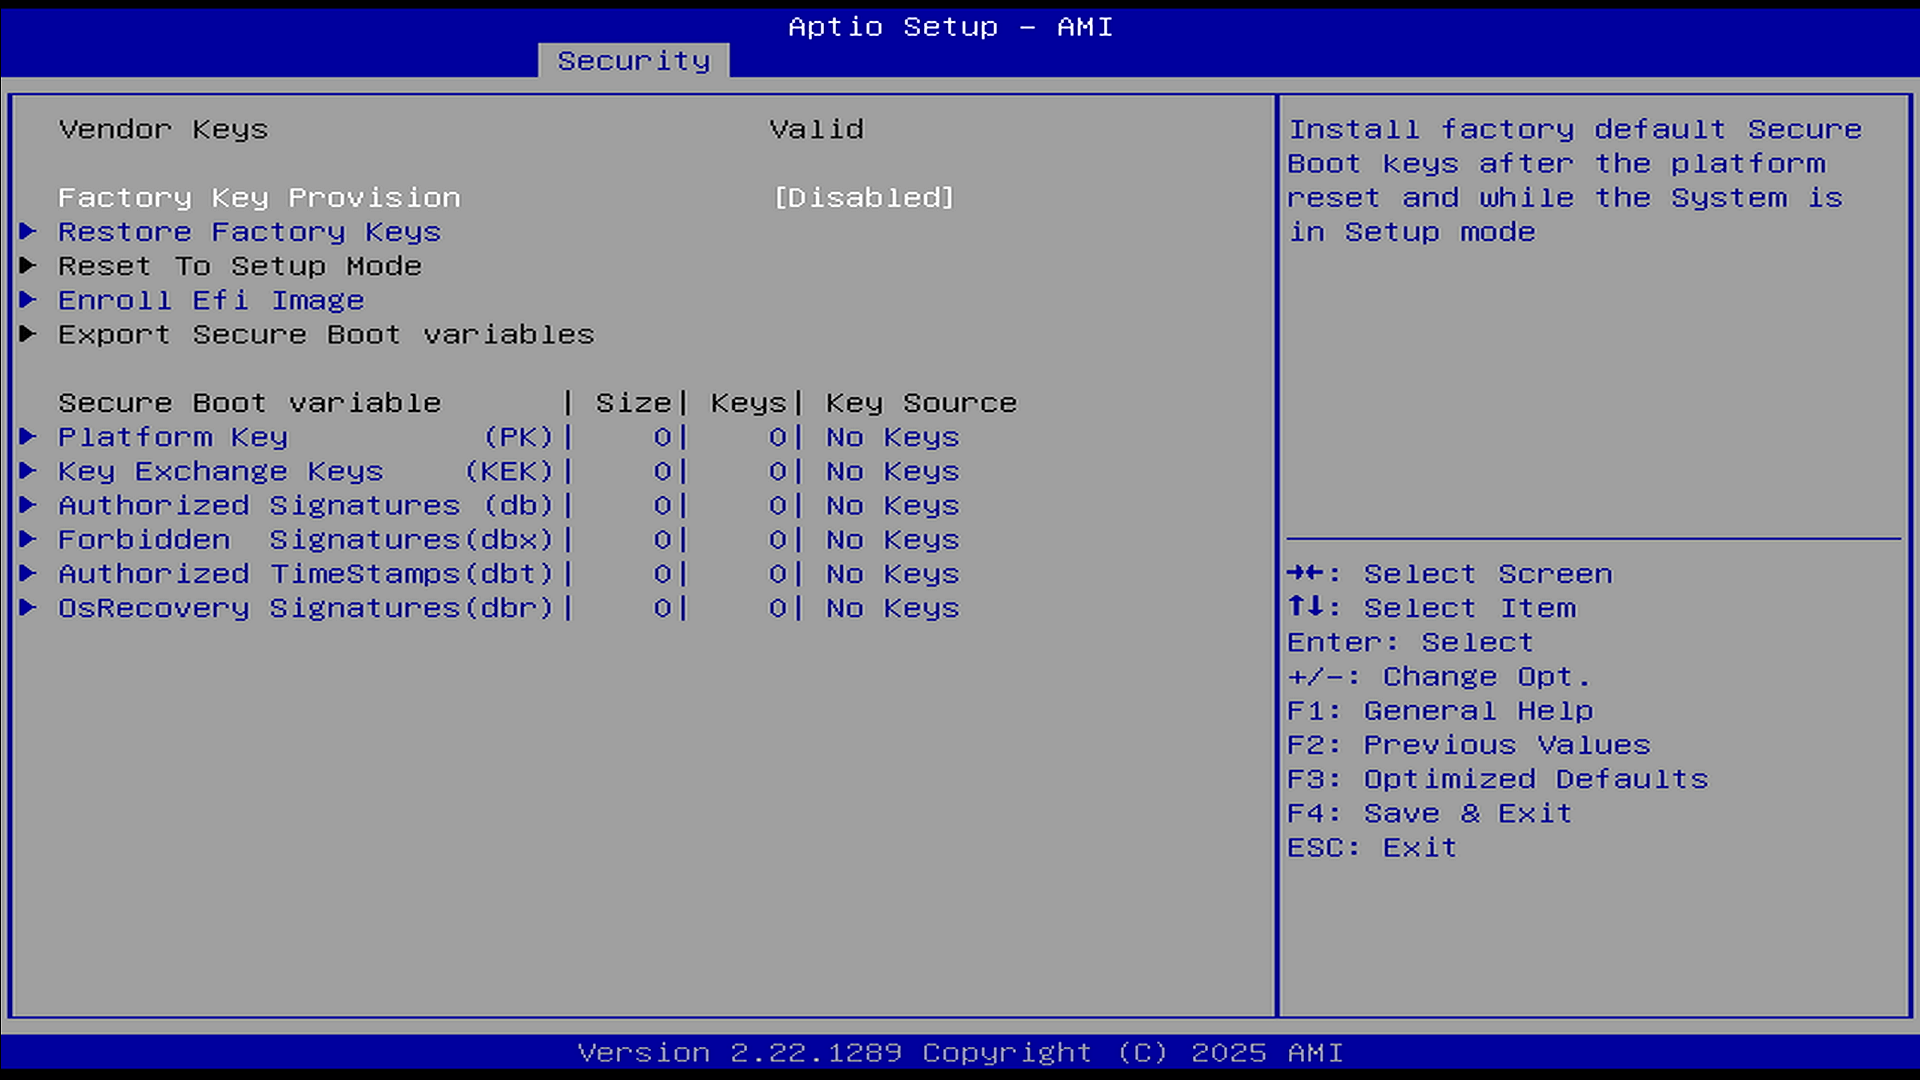 Aptio Setup - AMI
Security
Vendor Keys Valid
Factory Key Provision [Disabled]
Restore Factory Keys
Reset To Setup Mode
Enroll Efi Image
Export Secure Boot variables
Secure Boot variable | Size| Keys| Key Source
Platform Key (PK)| 0| 0| No Keys
Key Exchange Keys (KEK)| 0| 0| No Keys
Authorized Signatures (db)| 0| 0| No Keys
Forbidden Signatures(dbx)| 0| 0| No Keys
Authorized TimeStamps(dbt)| 0| 0| No Keys
OsRecovery Signatures(dbr)| 0| 0| No Keys
Install factory default Secure
Boot keys after the platform
reset and while the System is
in Setup mode
→←: Select Screen
↑↓: Select Item
Enter: Select
+/-: Change Opt.
F1: General Help
F2: Previous Values
F3: Optimized Defaults
F4: Save & Exit
ESC: Exit
Version 2.22.1289 Copyright (C) 2025 AMI